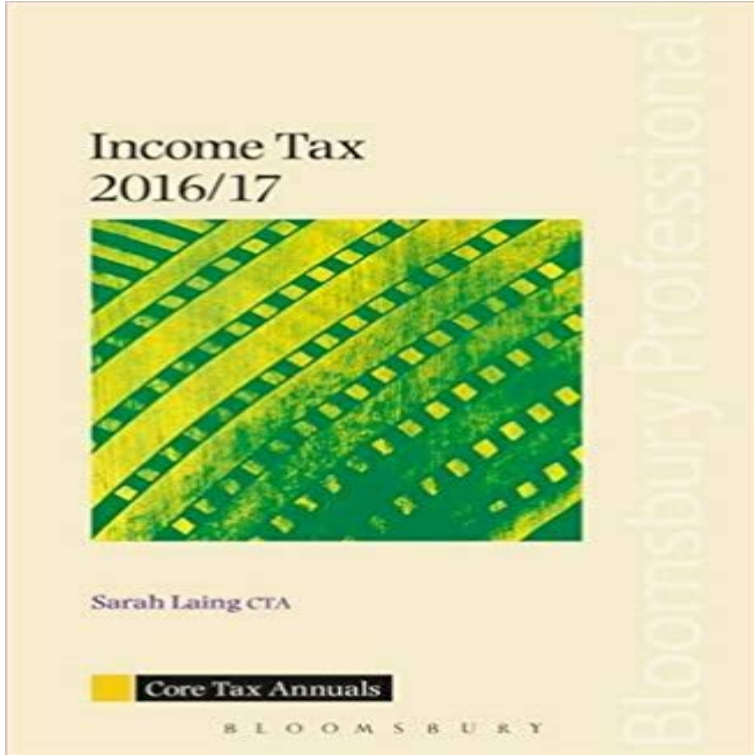 Income Tax
2016/17
Sarah Laing CTA
Core Tax Annuals
BLOOMSBURY
Bloomsbury Professional